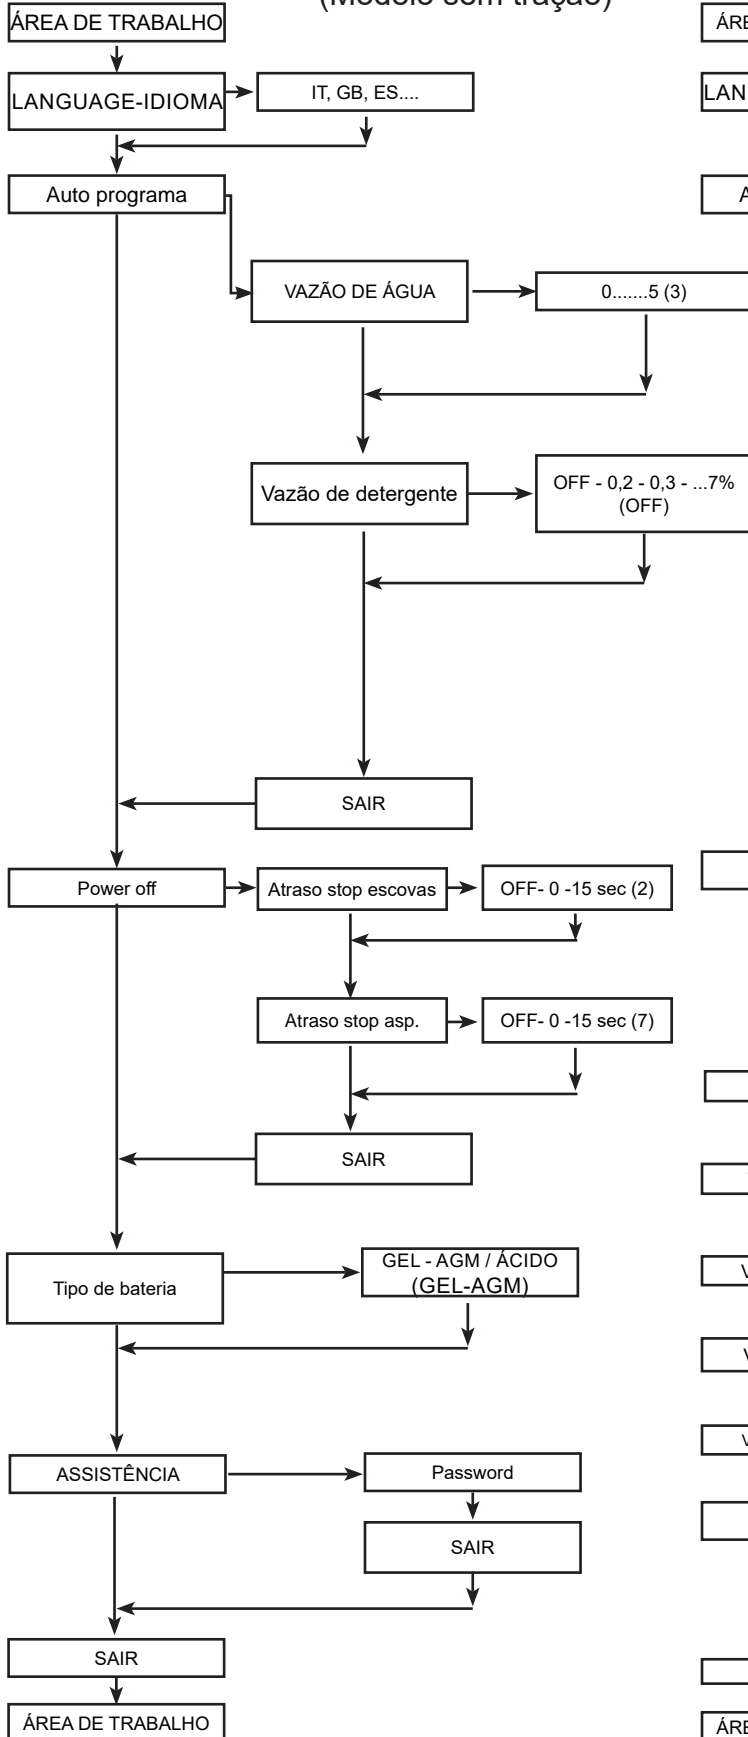 (Modelo sem tração)
ÁREA DE TRABALHO
LANGUAGE-IDIOMA
IT, GB, ES....
Auto programa
VAZÃO DE ÁGUA
0.......5 (3)
Vazão de detergente
OFF - 0,2 - 0,3 - ...7%
(OFF)
SAIR
Power off
Atraso stop escovas
OFF- 0 -15 sec (2)
Atraso stop asp.
OFF- 0 -15 sec (7)
SAIR
Tipo de bateria
GEL - AGM / ÁCIDO
(GEL-AGM)
ASSISTÊNCIA
Password
SAIR
SAIR
ÁREA DE TRABALHO